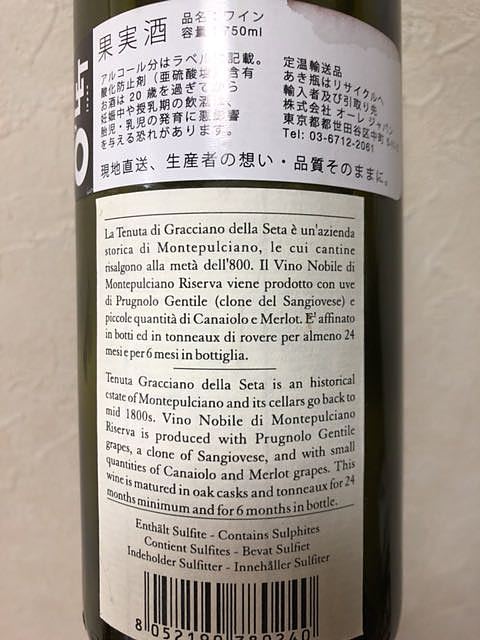 果実酒
品名：ワイン
容量：750ml
アルコール分はラベルに記載。
酸化防止剤（亜硫酸塩）含有
お酒は20歳を過ぎてから
妊娠中や授乳期の飲酒は、
胎児・乳児の発育に悪影響
を与える恐れがあります。
定温輸送品
あき瓶はリサイクルへ
輸入者及び引取り先
株式会社 オーレ ジャパン
東京都世田谷区中町
Tel: 03-6712-2061
現地直送、生産者の想い・品質そのままに。
La Tenuta di Gracciano della Seta è un'azienda
storica di Montepulciano, le cui cantine
risalgono alla metà dell'800. Il Vino Nobile di
Montepulciano Riserva viene prodotto con uve
di Prugnolo Gentile (clone del Sangiovese) e
piccole quantità di Canaiolo e Merlot. E' affinato
in botti ed in tonneaux di rovere per almeno 24
mesi e per 6 mesi in bottiglia.
Tenuta Gracciano della Seta is an historical
estate of Montepulciano and its cellars go back to
mid 1800s. Vino Nobile di Montepulciano
Riserva is produced with Prugnolo Gentile
grapes, a clone of Sangiovese, and with small
quantities of Canaiolo and Merlot grapes. This
wine is matured in oak casks and tonneaux for 24
months minimum and for 6 months in bottle.
Enthält Sulfite - Contains Sulphites
Contient Sulfites - Bevat Sulfiet
Indeholder Sulfitter - Innehåller Sulfiter